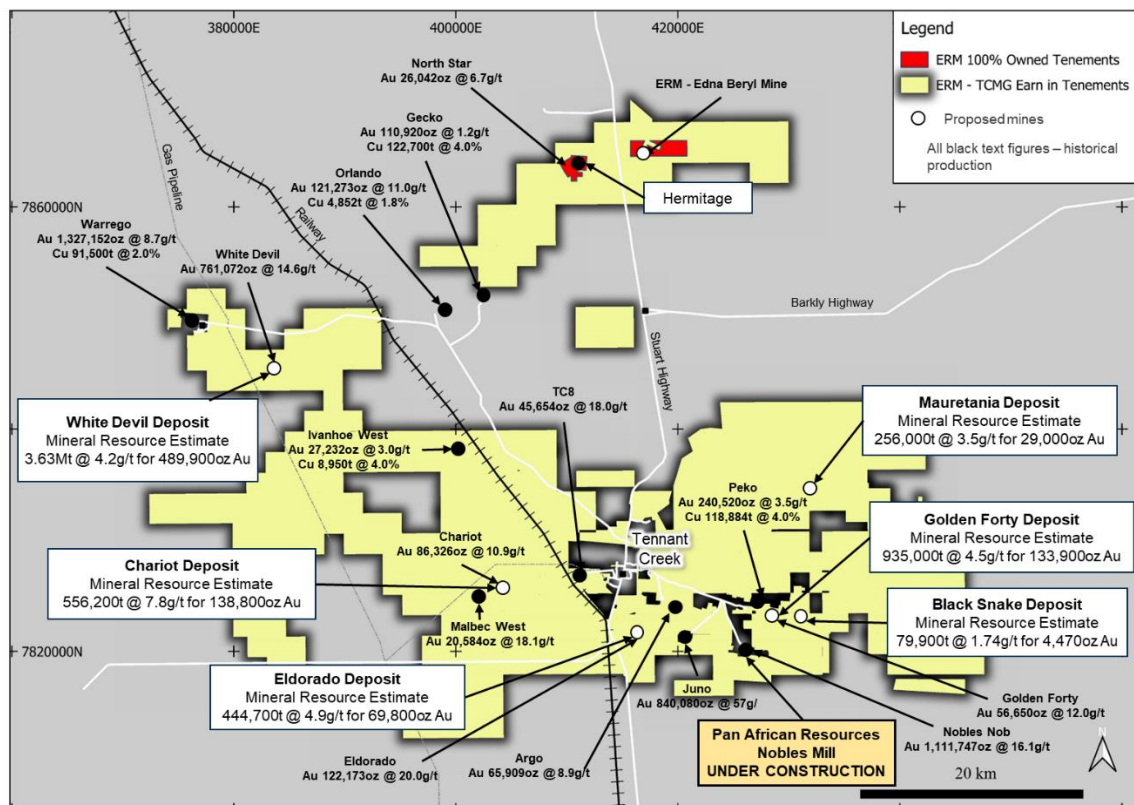 380000E
400000E
420000E
Legend
ERM 100% Owned Tenements
ERM - TCMG Earn in Tenements
Proposed mines
All black text figures – historical
production
North Star
Au 26,042oz @ 6.7g/t
ERM - Edna Beryl Mine
Gecko
Au 110,920oz @ 1.2g/t
Cu 122,700t @ 4.0%
Gas Pipeline
Railway
Orlando
Au 121,273oz @ 11.0g/t
Cu 4,852t @ 1.8%
Hermitage
7860000N
Warrego
Au 1,327,152oz @ 8.7g/t
Cu 91,500t @ 2.0%
White Devil
Au 761,072oz @ 14.6g/t
Barkly Highway
Stuart Highway
TC8
Au 45,654oz @ 18.0g/t
White Devil Deposit
Mineral Resource Estimate
3.63Mt @ 4.2g/t for 489,900oz Au
Mauretania Deposit
Mineral Resource Estimate
256,000t @ 3.5g/t for 29,000oz Au
Ivanhoe West
Au 27,232oz @ 3.0g/t
Cu 8,950t @ 4.0%
Peko
Au 240,520oz @ 3.5g/t
Cu 118,884t @ 4.0%
Golden Forty Deposit
Mineral Resource Estimate
935,000t @ 4.5g/t for 133,900oz Au
Tennant
Creek
Chariot
Au 86,326oz @ 10.9g/t
Chariot Deposit
Mineral Resource Estimate
556,200t @ 7.8g/t for 138,800oz Au
Black Snake Deposit
Mineral Resource Estimate
79,900t @ 1.74g/t for 4,470oz Au
Malbec West
Au 20,584oz @ 18.1g/t
7820000N
Eldorado Deposit
Mineral Resource Estimate
444,700t @ 4.9g/t for 69,800oz Au
Juno
Au 840,080oz @ 57g/
Golden Forty
Au 56,650oz @ 12.0g/t
Pan African Resources
Nobles Mill
UNDER CONSTRUCTION
Nobles Nob
Au 1,111,747oz @ 16.1g/t
Eldorado
Au 122,173oz @ 20.0g/t
Argo
Au 65,909oz @ 8.9g/t
N
20 km